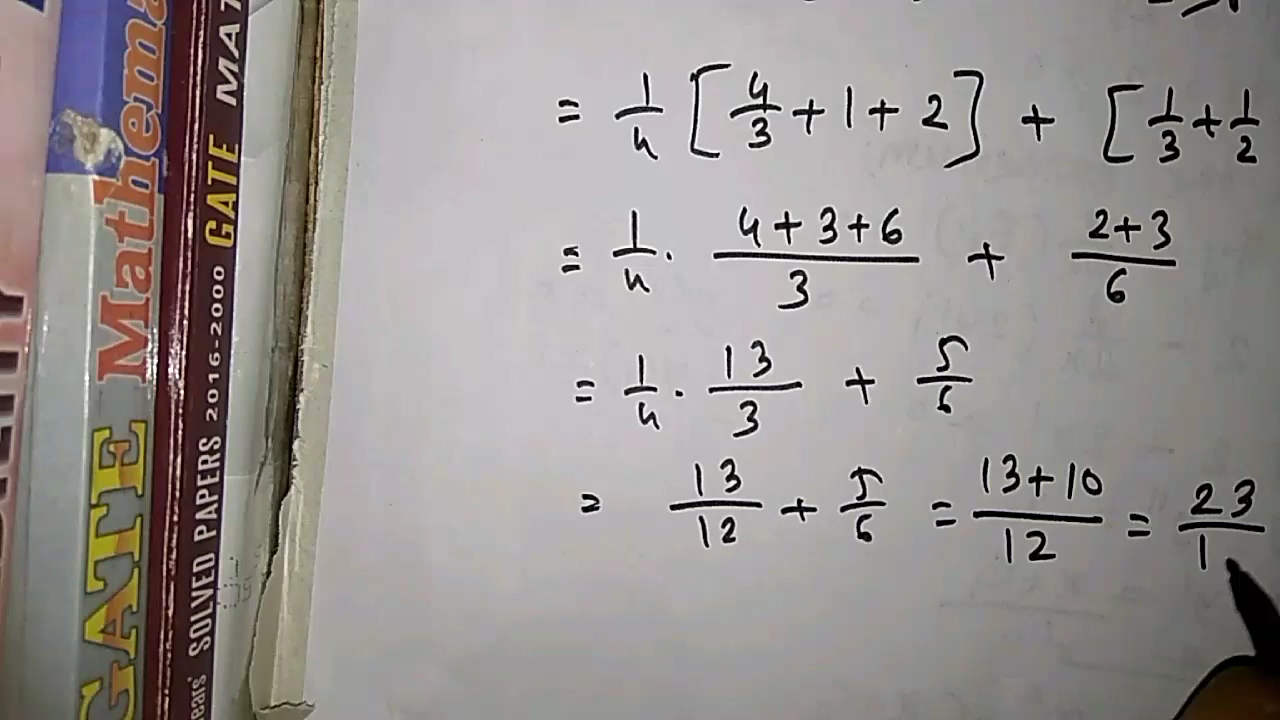 = 1/4 [ 4/3 + 1 + 2 ] + [ 1/3 + 1/2
= 1/4 · (4+3+6)/3 + (2+3)/6
= 1/4 · 13/3 + 5/6
= 13/12 + 5/6 = (13+10)/12 = 23/1
GATE Mathema
SOLVED PAPERS 2016-2000 GATE MAT